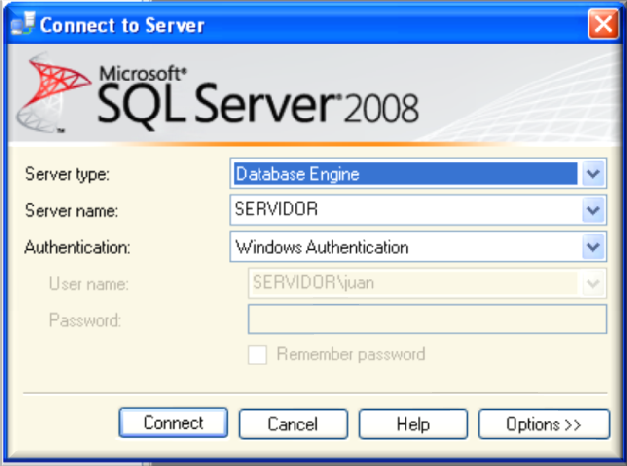 Connect to Server
Microsoft®
SQL Server® 2008
Server type: Database Engine
Server name: SERVIDOR
Authentication: Windows Authentication
User name: SERVIDOR\juan
Password:
Remember password
Connect Cancel Help Options >>